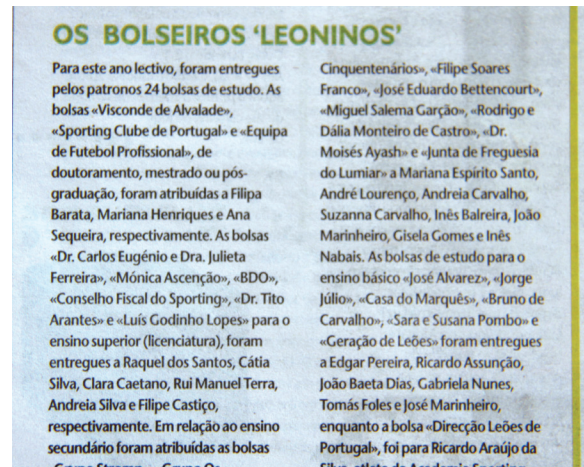 OS BOLSEIROS 'LEONINOS'
Para este ano lectivo, foram entregues
pelos patronos 24 bolsas de estudo. As
bolsas «Visconde de Alvalade»,
«Sporting Clube de Portugal» e «Equipa
de Futebol Profissional», de
doutoramento, mestrado ou pós-
graduação, foram atribuídas a Filipa
Barata, Mariana Henriques e Ana
Sequeira, respectivamente. As bolsas
«Dr. Carlos Eugénio e Dra. Julieta
Ferreira», «Mónica Ascenção», «BDO»,
«Conselho Fiscal do Sporting», «Dr. Tito
Arantes» e «Luís Godinho Lopes» para o
ensino superior (licenciatura), foram
entregues a Raquel dos Santos, Cátia
Silva, Clara Caetano, Rui Manuel Terra,
Andreia Silva e Filipe Castiço,
respectivamente. Em relação ao ensino
secundário foram atribuídas as bolsas
Cinquentenários», «Filipe Soares
Franco», «José Eduardo Bettencourt»,
«Miguel Salema Garção», «Rodrigo e
Dália Monteiro de Castro», «Dr.
Moisés Ayash» e «Junta de Freguesia
do Lumiar» a Mariana Espírito Santo,
André Lourenço, Andreia Carvalho,
Suzanna Carvalho, Inês Balreira, João
Marinheiro, Gisela Gomes e Inês
Nabais. As bolsas de estudo para o
ensino básico «José Alvarez», «Jorge
Júlio», «Casa do Marquês», «Bruno de
Carvalho», «Sara e Susana Pombo» e
«Geração de Leões» foram entregues
a Edgar Pereira, Ricardo Assunção,
João Baeta Dias, Gabriela Nunes,
Tomás Foles e José Marinheiro,
enquanto a bolsa «Direcção Leões de
Portugal», foi para Ricardo Araújo da